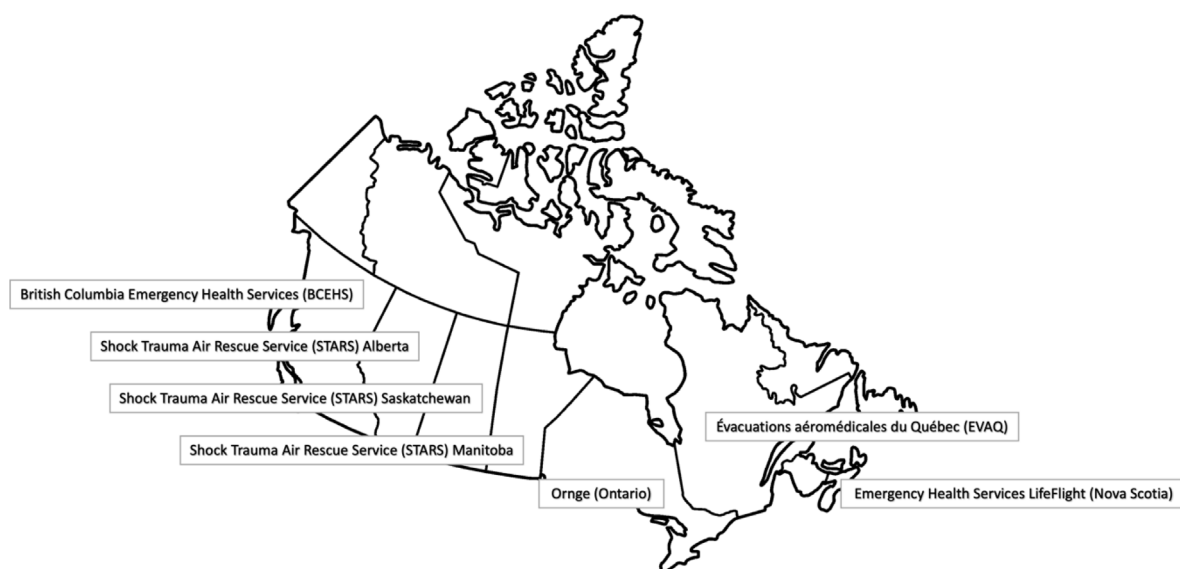 British Columbia Emergency Health Services (BCEHS)
Shock Trauma Air Rescue Service (STARS) Alberta
Shock Trauma Air Rescue Service (STARS) Saskatchewan
Évacuations aéromédicales du Québec (EVAQ)
Shock Trauma Air Rescue Service (STARS) Manitoba
Ornge (Ontario)
Emergency Health Services LifeFlight (Nova Scotia)